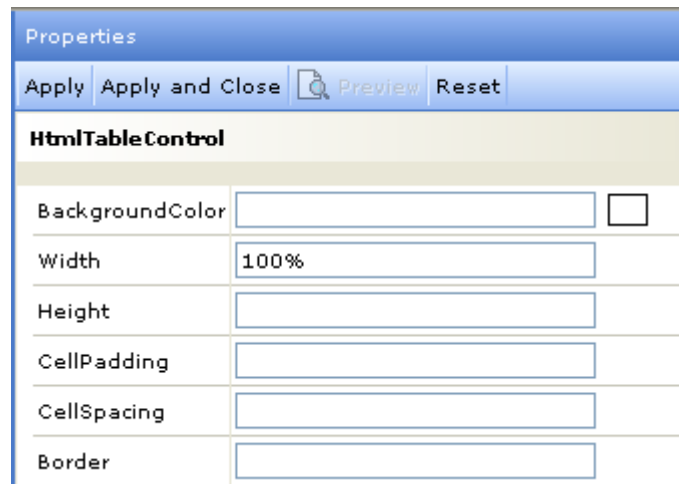 Properties
Apply Apply and Close Preview Reset
HtmlTableControl
BackgroundColor
Width 100%
Height
CellPadding
CellSpacing
Border